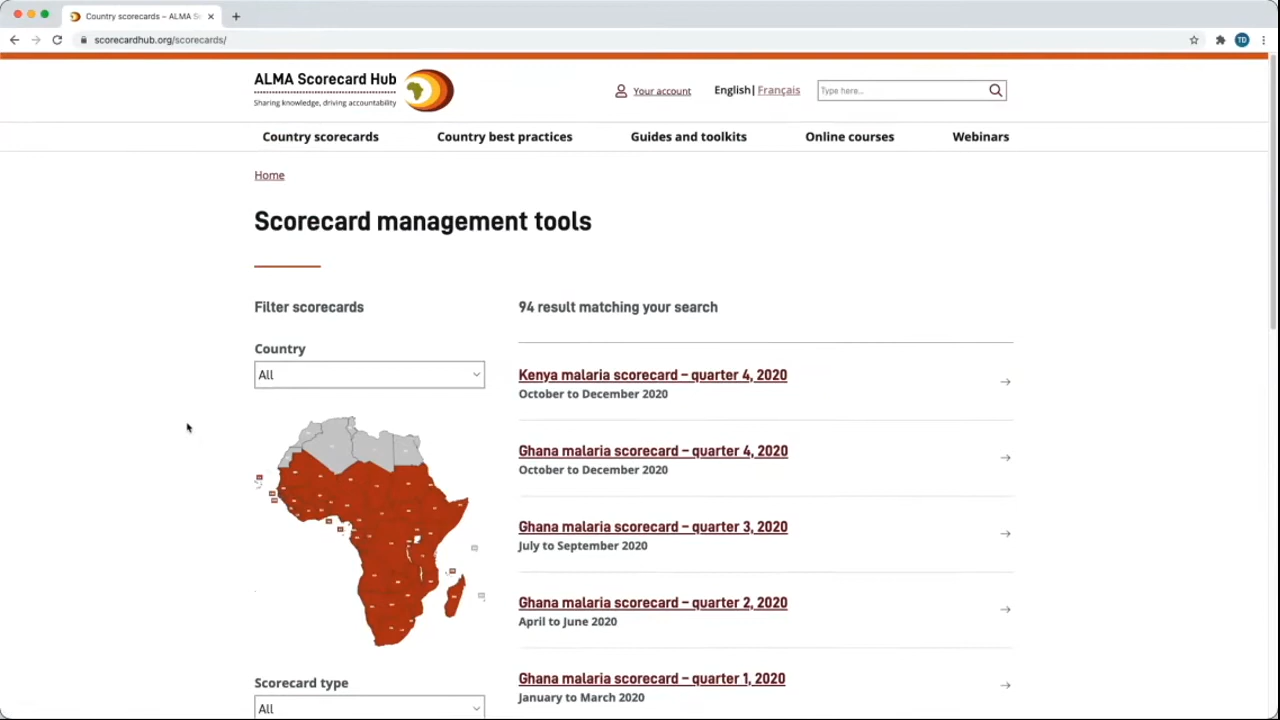 Country scorecards – ALMA Sc
scorecardhub.org/scorecards/
TD
ALMA Scorecard Hub
Sharing knowledge, driving accountability
Your account
English| Français
Type here...
Country scorecards
Country best practices
Guides and toolkits
Online courses
Webinars
Home
Scorecard management tools
Filter scorecards
94 result matching your search
Country
All
Kenya malaria scorecard – quarter 4, 2020
October to December 2020
Ghana malaria scorecard – quarter 4, 2020
October to December 2020
Ghana malaria scorecard – quarter 3, 2020
July to September 2020
Ghana malaria scorecard – quarter 2, 2020
April to June 2020
Scorecard type
All
Ghana malaria scorecard – quarter 1, 2020
January to March 2020